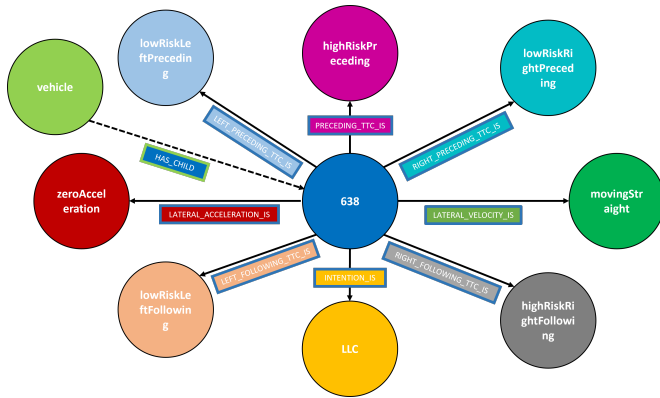 lowRiskLe
ftPrecedin
g
highRiskPr
eceding
lowRiskRi
ghtPreced
ing
vehicle
LEFT_PRECEDING_TTC_IS
PRECEDING_TTC_IS
RIGHT_PRECEDING_TTC_IS
HAS_CHILD
zeroAccel
eration
LATERAL_ACCELERATION_IS
638
LATERAL_VELOCITY_IS
movingStr
aight
LEFT_FOLLOWING_TTC_IS
INTENTION_IS
RIGHT_FOLLOWING_TTC_IS
lowRiskLe
ftFollowin
g
LLC
highRiskRi
ghtFollowi
ng